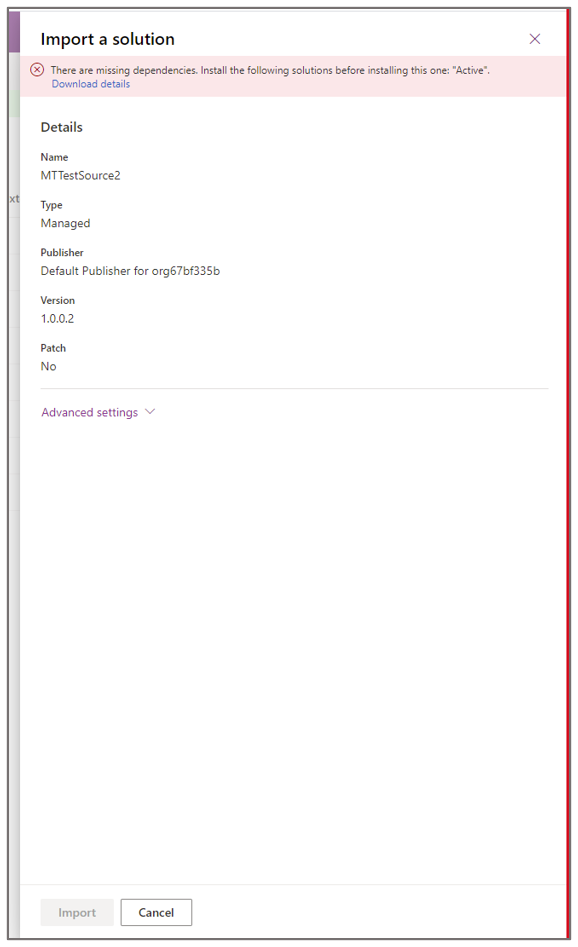 Import a solution
There are missing dependencies. Install the following solutions before installing this one: "Active".
Download details
Details
Name
MTTestSource2
Type
Managed
Publisher
Default Publisher for org67bf335b
Version
1.0.0.2
Patch
No
Advanced settings
xt
Import
Cancel